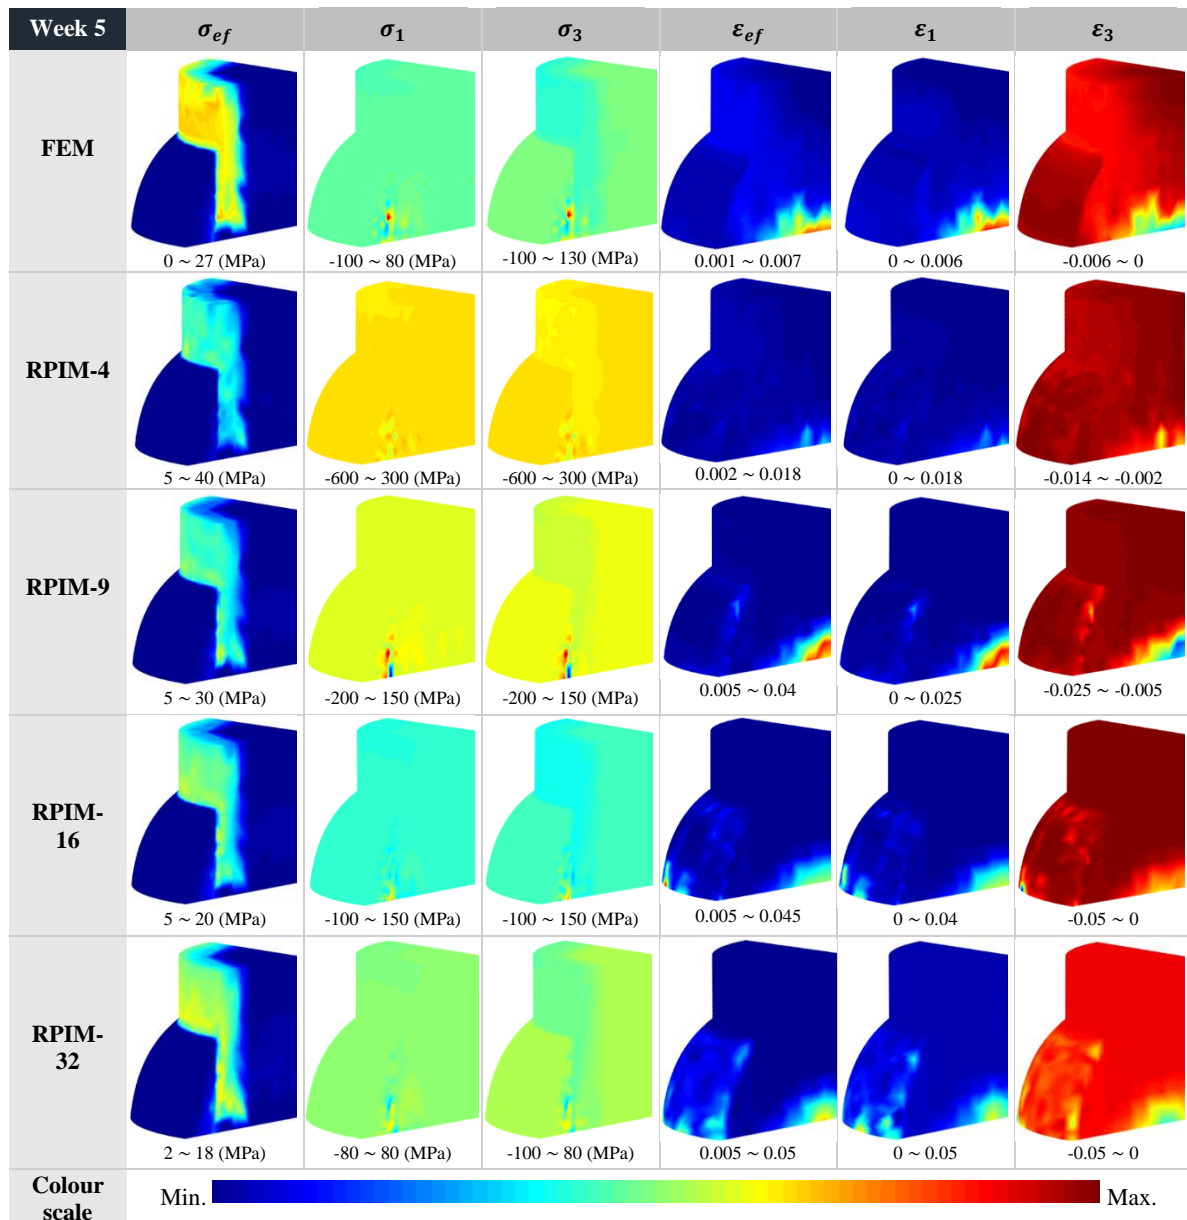 Week 5 σef σ1 σ3 εef ε1 ε3
FEM
0 ~ 27 (MPa) -100 ~ 80 (MPa) -100 ~ 130 (MPa) 0.001 ~ 0.007 0 ~ 0.006 -0.006 ~ 0
RPIM-4
5 ~ 40 (MPa) -600 ~ 300 (MPa) -600 ~ 300 (MPa) 0.002 ~ 0.018 0 ~ 0.018 -0.014 ~ -0.002
RPIM-9
5 ~ 30 (MPa) -200 ~ 150 (MPa) -200 ~ 150 (MPa) 0.005 ~ 0.04 0 ~ 0.025 -0.025 ~ -0.005
RPIM-
16
5 ~ 20 (MPa) -100 ~ 150 (MPa) -100 ~ 150 (MPa) 0.005 ~ 0.045 0 ~ 0.04 -0.05 ~ 0
RPIM-
32
2 ~ 18 (MPa) -80 ~ 80 (MPa) -100 ~ 80 (MPa) 0.005 ~ 0.05 0 ~ 0.05 -0.05 ~ 0
Colour
scale
Min. Max.